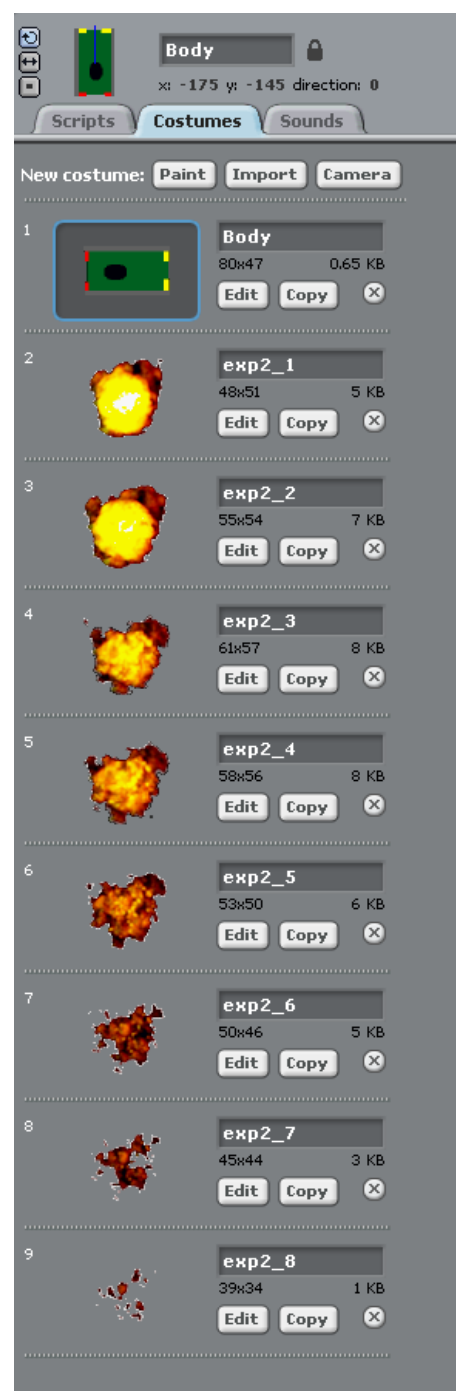 Body
x: -175 y: -145 direction: 0
Scripts Costumes Sounds
New costume: Paint Import Camera
1
Body
80x47 0.65 KB
Edit Copy
2
exp2_1
48x51 5 KB
Edit Copy
3
exp2_2
55x54 7 KB
Edit Copy
4
exp2_3
61x57 8 KB
Edit Copy
5
exp2_4
58x56 8 KB
Edit Copy
6
exp2_5
53x50 6 KB
Edit Copy
7
exp2_6
50x46 5 KB
Edit Copy
8
exp2_7
45x44 3 KB
Edit Copy
9
exp2_8
39x34 1 KB
Edit Copy